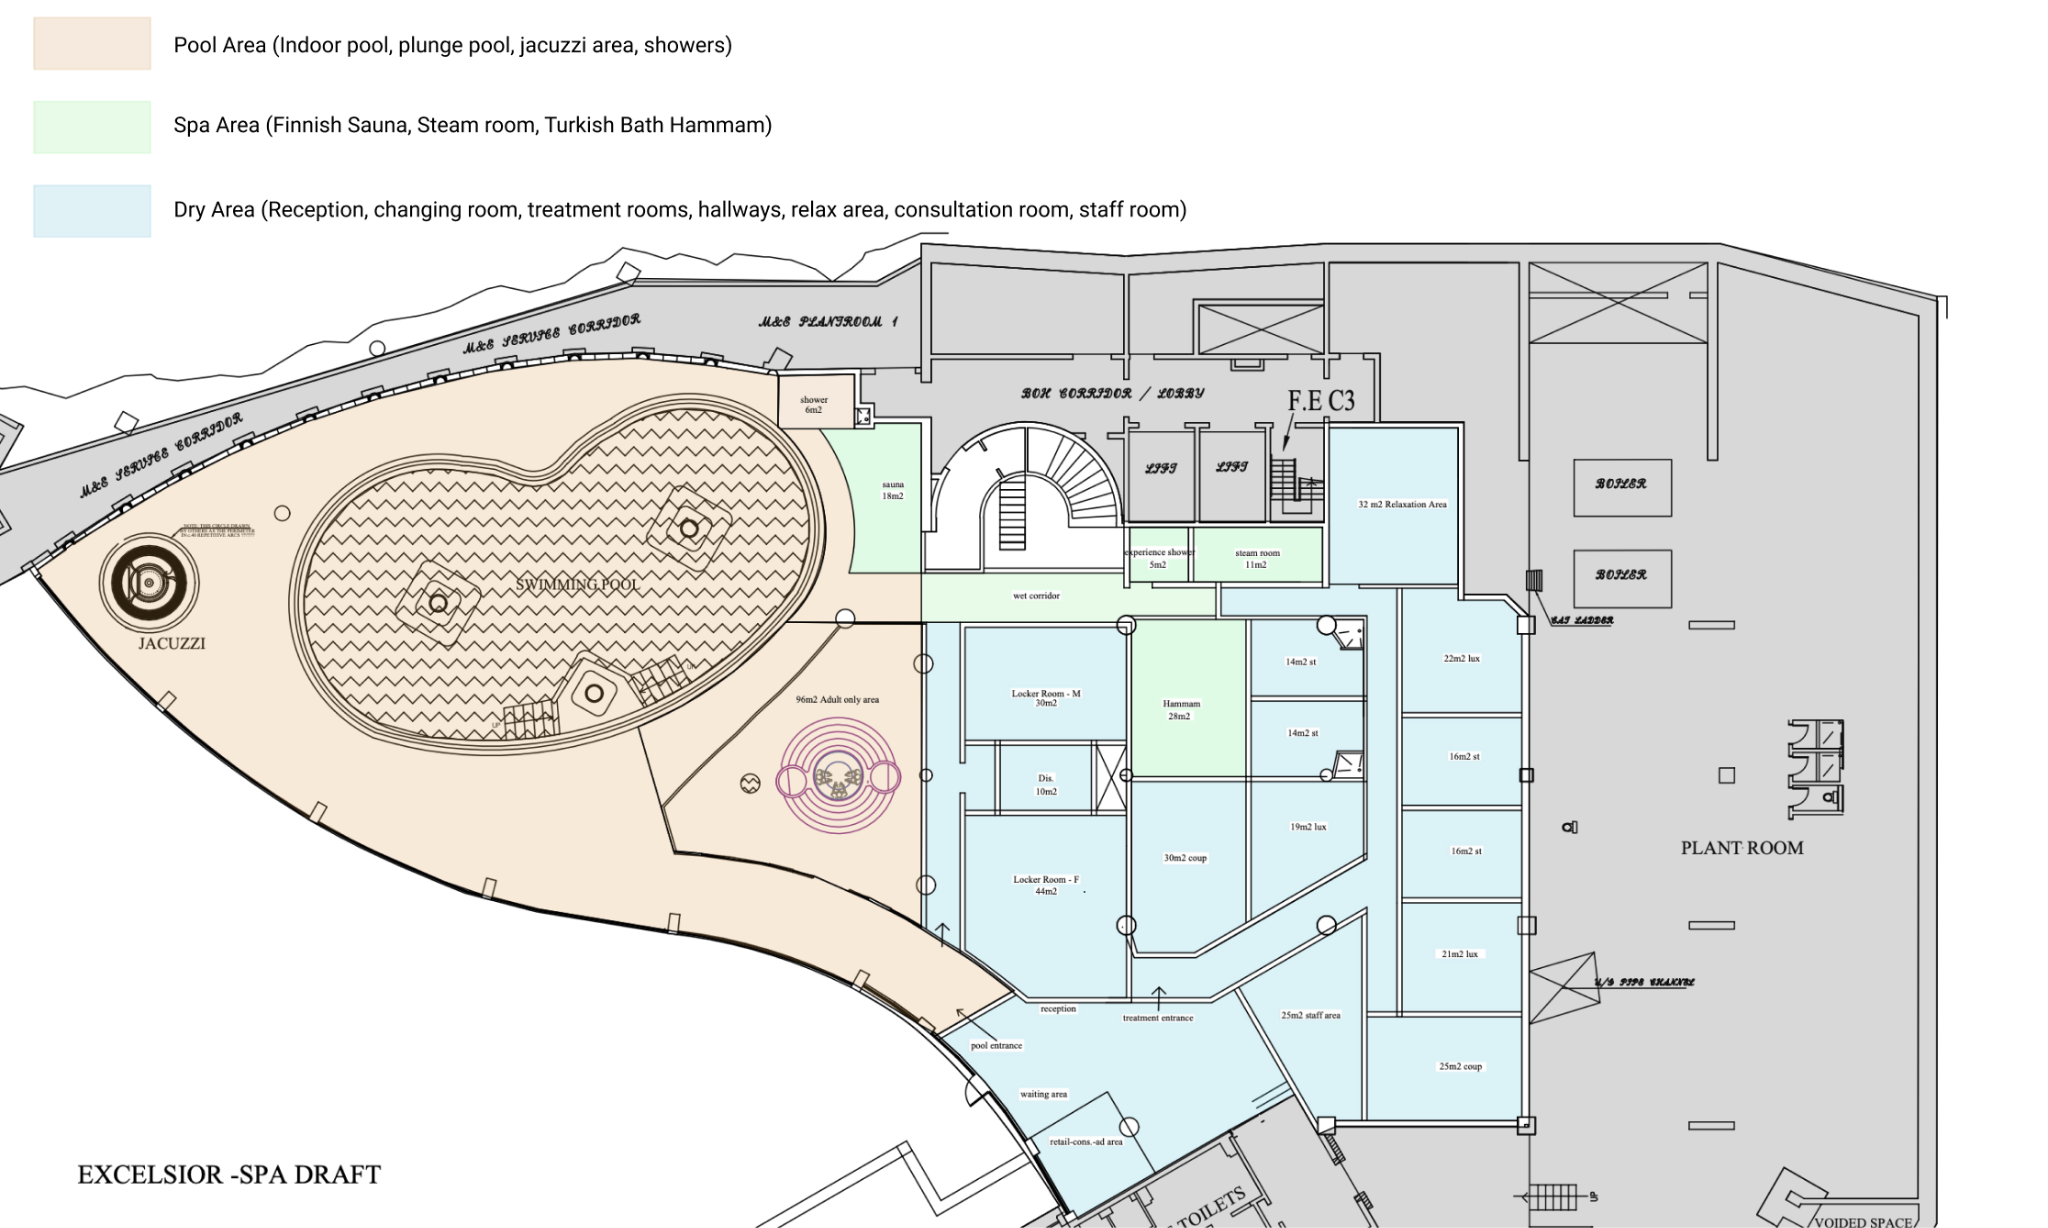 Pool Area (Indoor pool, plunge pool, jacuzzi area, showers)
Spa Area (Finnish Sauna, Steam room, Turkish Bath Hammam)
Dry Area (Reception, changing room, treatment rooms, hallways, relax area, consultation room, staff room)
M&E SERVICE CORRIDOR
M&E PLANTROOM 1
M&E SERVICE CORRIDOR
BOH CORRIDOR / LOBBY
F.E C3
shower
6m2
LIFT
LIFT
sauna
18m2
32 m2 Relaxation Area
BOILER
BOILER
experience shower
5m2
steam room
11m2
SWIMMING POOL
JACUZZI
wet corridor
CAT LADDER
UP
UP
96m2 Adult only area
Locker Room - M
30m2
Hammam
28m2
14m2 st
14m2 st
22m2 lux
16m2 st
Dis.
10m2
19m2 lux
16m2 st
30m2 coup
Locker Room - F
44m2
PLANT ROOM
21m2 lux
U/G PIPE CHANNEL
reception
treatment entrance
25m2 staff area
pool entrance
25m2 coup
waiting area
retail-cons.-ad area
EXCELSIOR -SPA DRAFT
TOILETS
UP
VOIDED SPACE